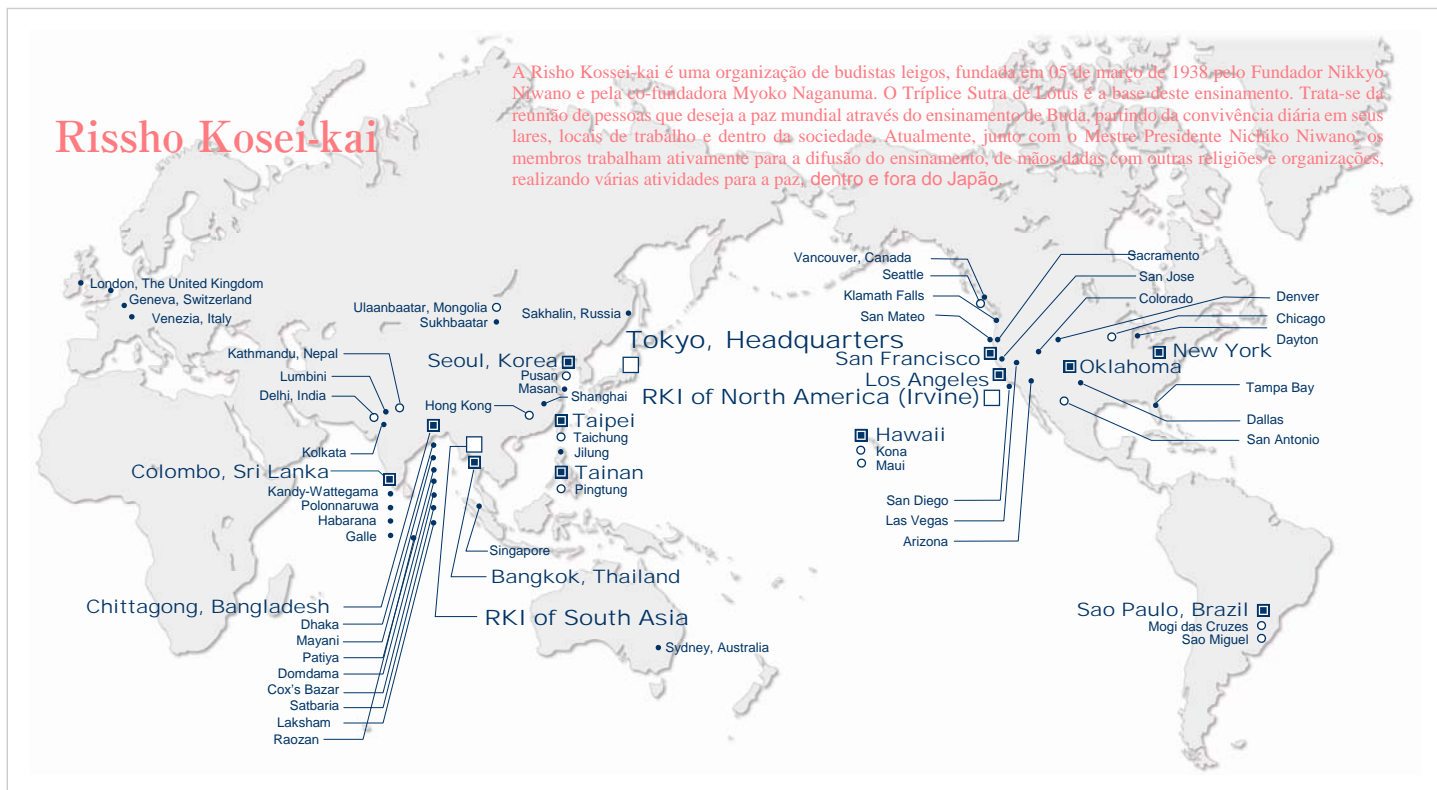 Rissho Kosei-kai
A Risho Kossei-kai é uma organização de budistas leigos, fundada em 05 de março de 1938 pelo Fundador Nikkyo
Niwano e pela co-fundadora Myoko Naganuma. O Tríplice Sutra de Lótus é a base deste ensinamento. Trata-se da
reunião de pessoas que deseja a paz mundial através do ensinamento de Buda, partindo da convivência diária em seus
lares, locais de trabalho e dentro da sociedade. Atualmente, junto com o Mestre Presidente Nichiko Niwano, os
membros trabalham ativamente para a difusão do ensinamento, de mãos dadas com outras religiões e organizações,
realizando várias atividades para a paz, dentro e fora do Japão.
London, The United Kingdom
Geneva, Switzerland
Venezia, Italy
Ulaanbaatar, Mongolia
Sukhbaatar
Sakhalin, Russia
Tokyo, Headquarters
Seoul, Korea
Pusan
Masan
Shanghai
Hong Kong
Kathmandu, Nepal
Lumbini
Delhi, India
Kolkata
Colombo, Sri Lanka
Kandy-Wattegama
Polonnaruwa
Habarana
Galle
Taipei
Taichung
Jilung
Tainan
Pingtung
Singapore
Bangkok, Thailand
RKI of South Asia
Chittagong, Bangladesh
Dhaka
Mayani
Patiya
Domdama
Cox's Bazar
Satbaria
Laksham
Raozan
Sydney, Australia
Vancouver, Canada
Seattle
Klamath Falls
San Mateo
San Francisco
Los Angeles
RKI of North America (Irvine)
Hawaii
Kona
Maui
San Diego
Las Vegas
Arizona
Sacramento
San Jose
Colorado
Denver
Chicago
Dayton
New York
Oklahoma
Tampa Bay
Dallas
San Antonio
Sao Paulo, Brazil
Mogi das Cruzes
Sao Miguel